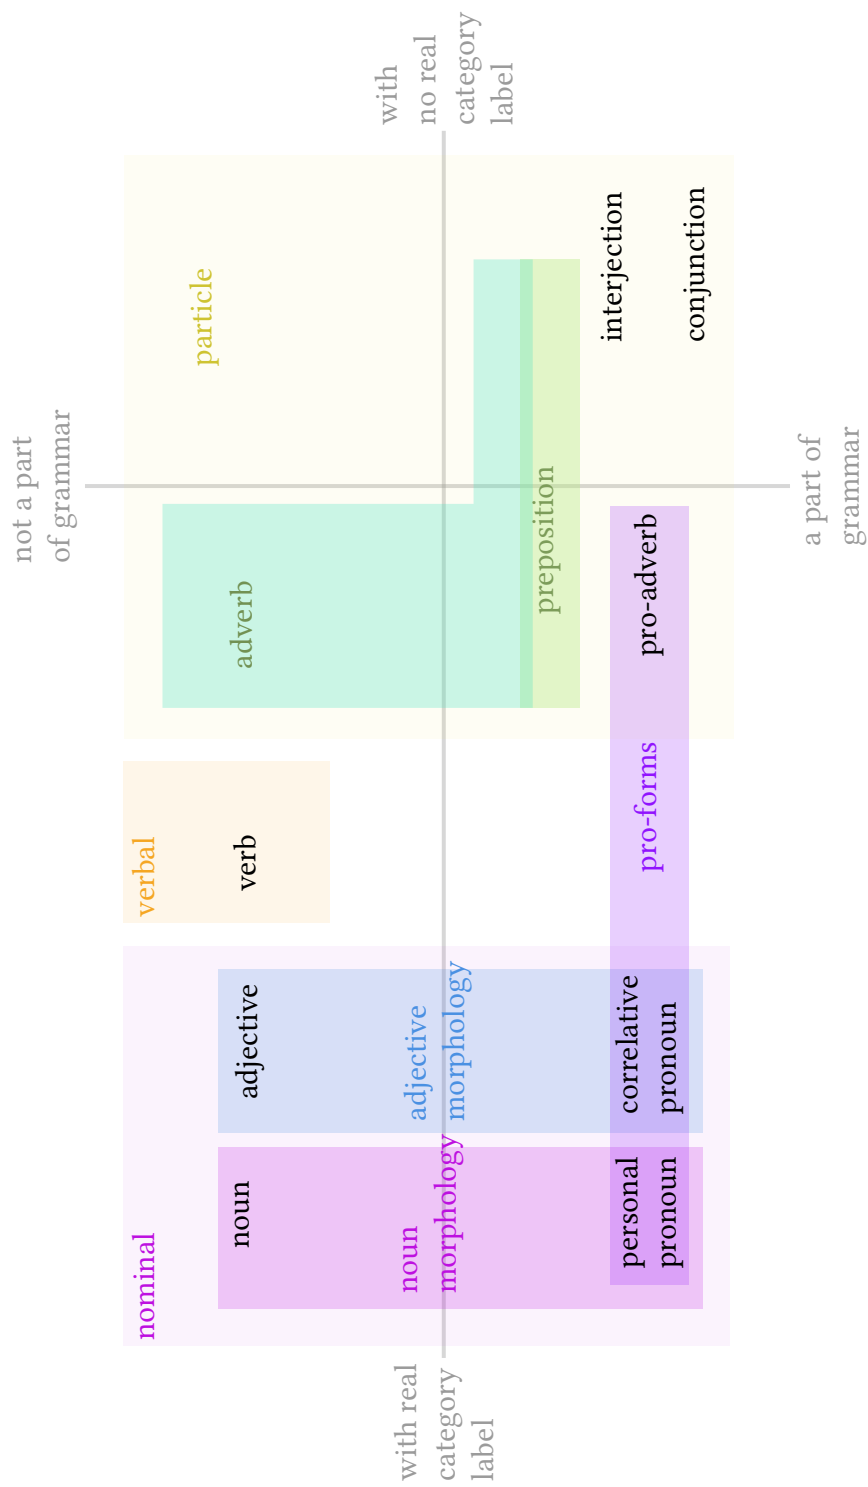 not a part
of grammar
nominal
verbal
noun
adjective
verb
adverb
particle
with real
category
label
noun
morphology
adjective
morphology
with
no real
category
label
preposition
personal
pronoun
correlative
pronoun
pro-forms
pro-adverb
interjection
conjunction
a part of
grammar